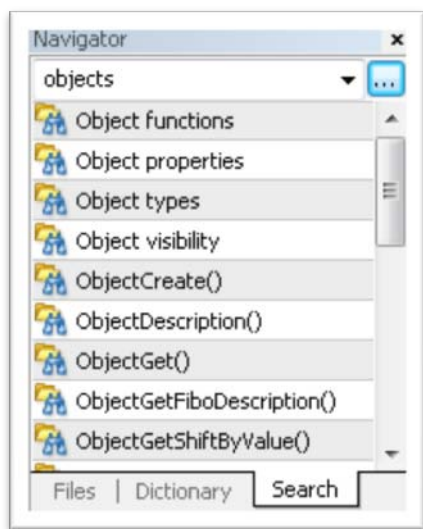 Navigator
objects
...
Object functions
Object properties
Object types
Object visibility
ObjectCreate()
ObjectDescription()
ObjectGet()
ObjectGetFiboDescription()
ObjectGetShiftByValue()
Files | Dictionary Search